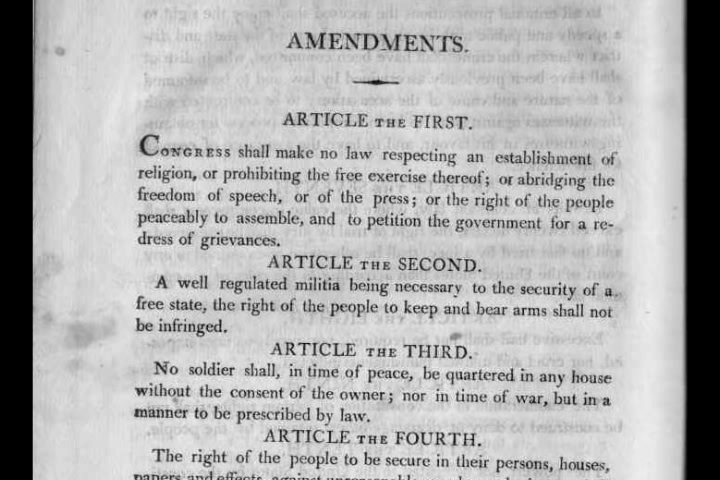 AMENDMENTS.
ARTICLE THE FIRST.
CONGRESS shall make no law respecting an establishment of
religion, or prohibiting the free exercise thereof; or abridging the
freedom of speech, or of the press; or the right of the people
peaceably to assemble, and to petition the government for a re-
dress of grievances.
ARTICLE THE SECOND.
A well regulated militia being necessary to the security of a
free state, the right of the people to keep and bear arms shall not
be infringed.
ARTICLE THE THIRD.
No soldier shall, in time of peace, be quartered in any house
without the consent of the owner; nor in time of war, but in a
manner to be prescribed by law.
ARTICLE THE FOURTH.
The right of the people to be secure in their persons, houses,
papers and effects, against